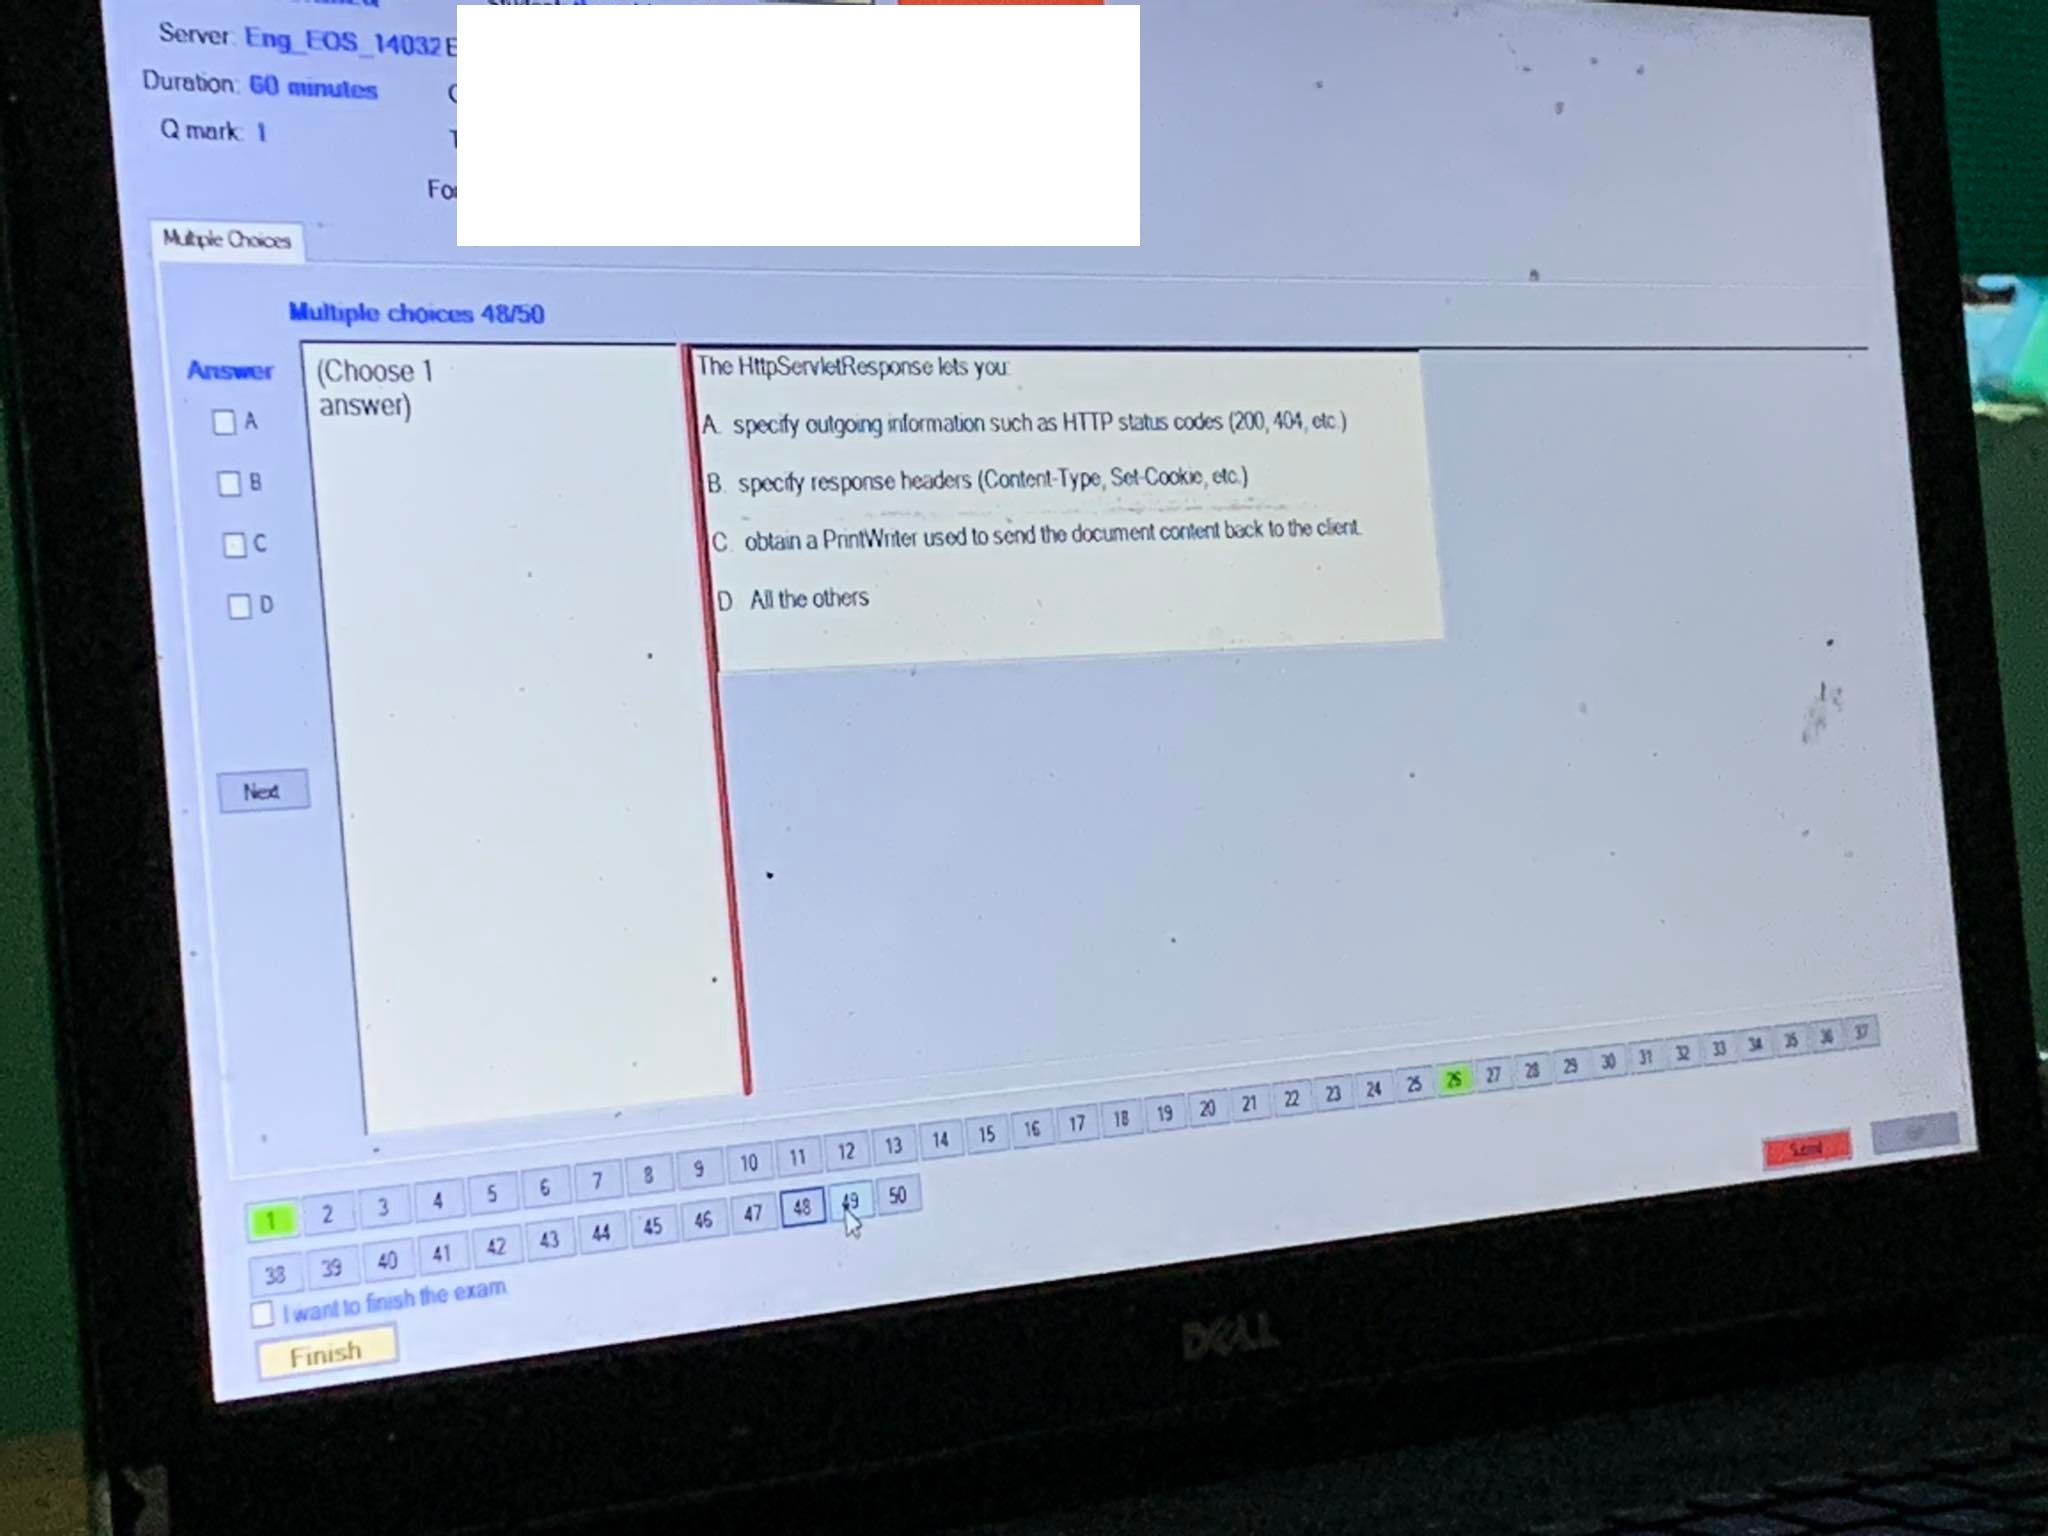 Server: Eng_EOS_14032
Duration: 60 minutes
Q mark: 1
Multiple Choices
Multiple choices 48/50
Answer
A
B
C
D
Next
(Choose 1
answer)
The HttpServletResponse lets you:
A. specify outgoing information such as HTTP status codes (200, 404, etc.)
B. specify response headers (Content-Type, Set-Cookie, etc.)
C. obtain a PrintWriter used to send the document content back to the client.
D. All the others
1 2 3 4 5 6 7 8 9 10 11 12 13 14 15 16 17 18 19 20 21 22 23 24 25 26 27 28 29 30 31 32 33 34 35 36 37
38 39 40 41 42 43 44 45 46 47 48 49 50
I want to finish the exam
Finish
DELL